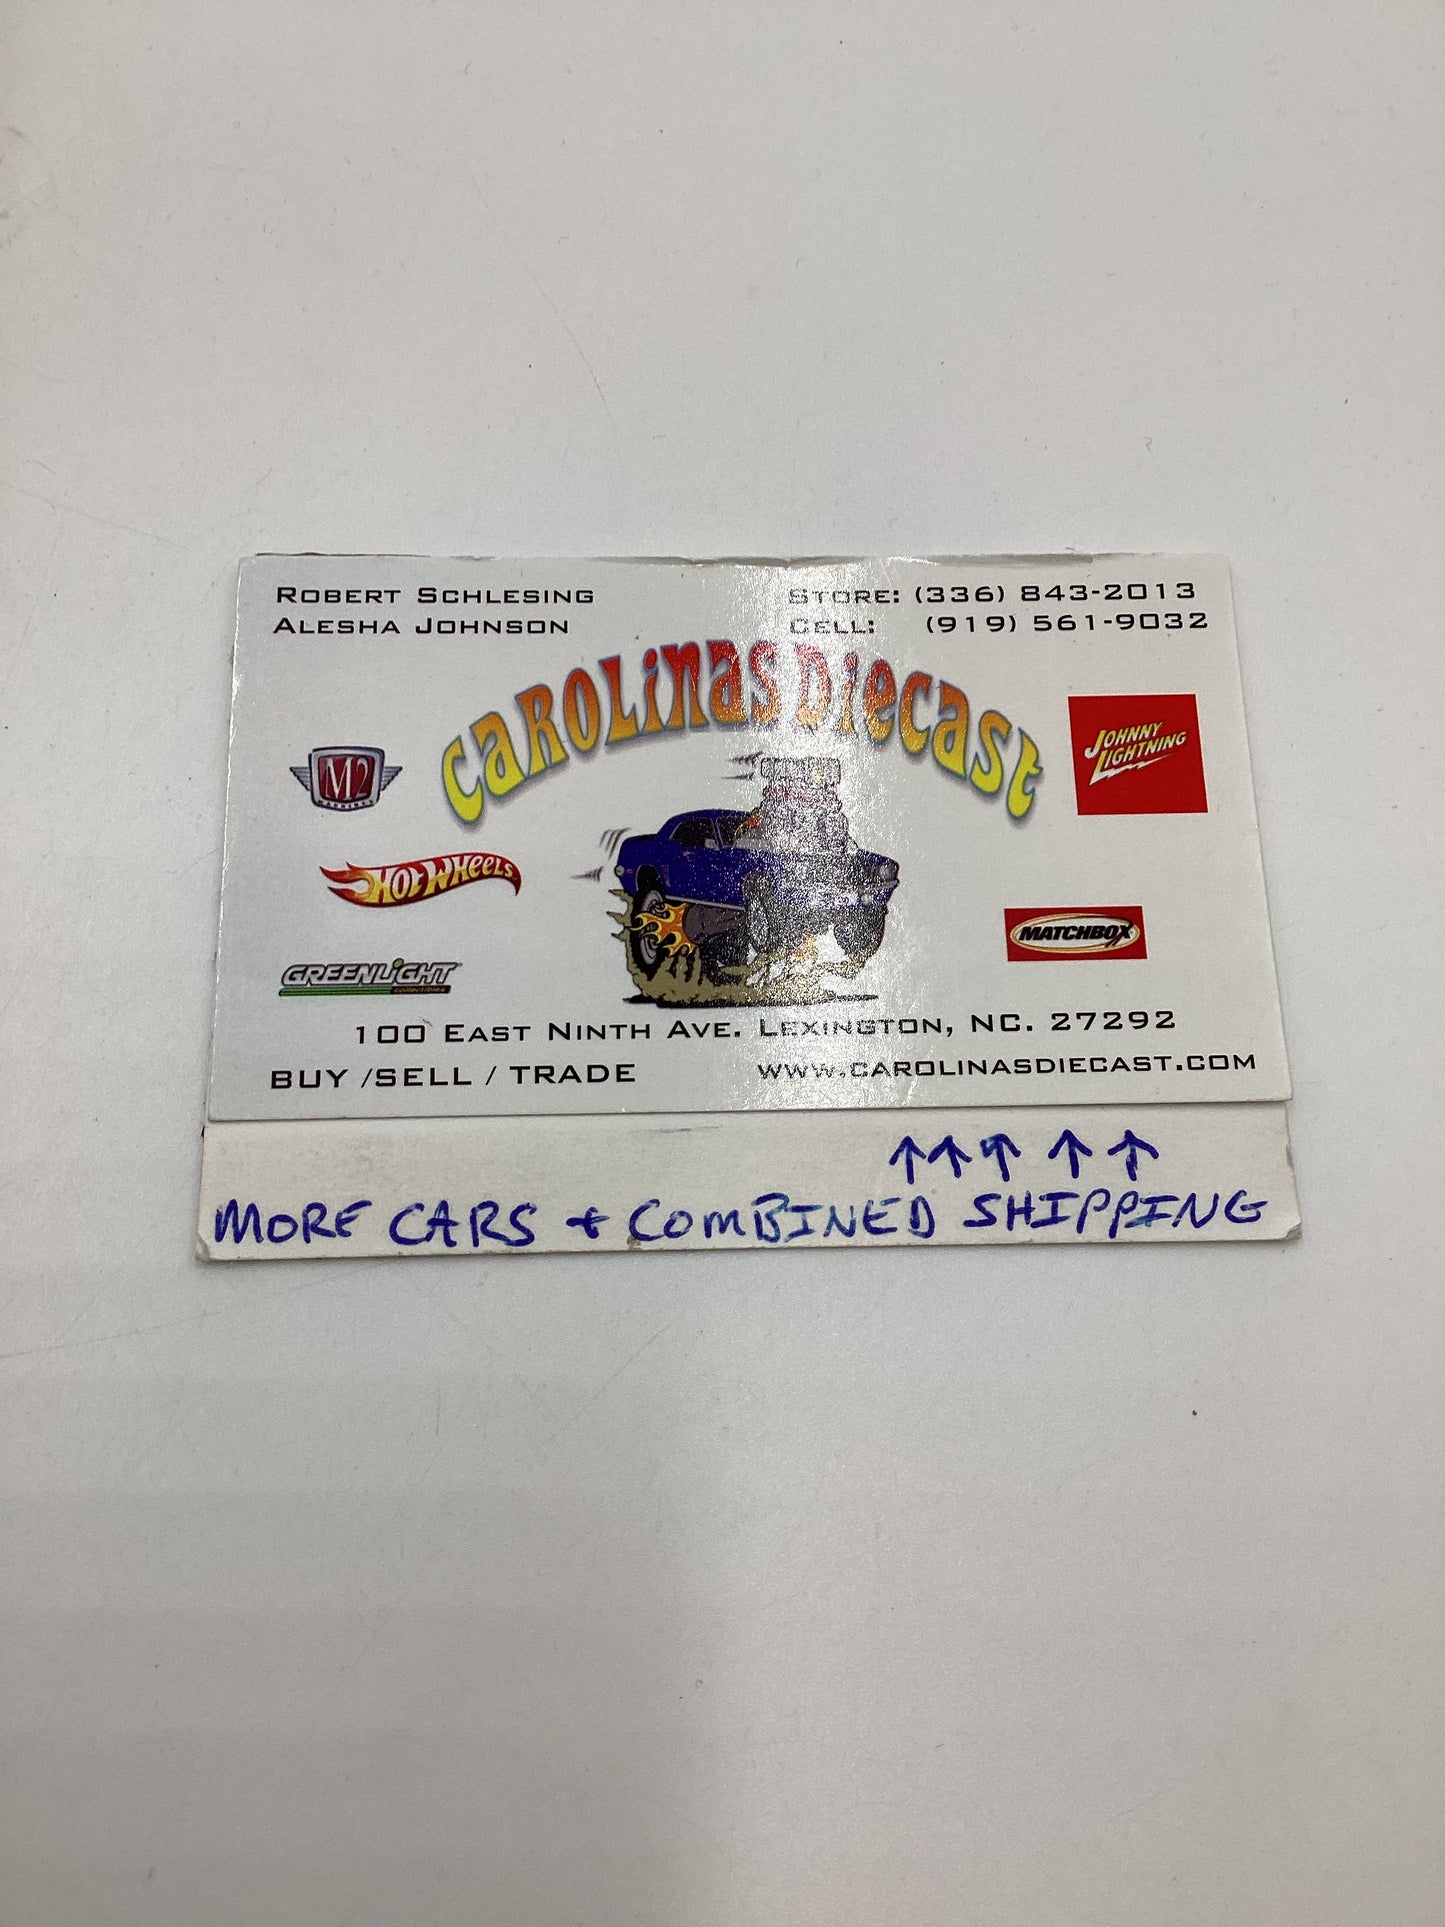 ROBERT SCHLESING
ALESHA JOHNSON
STORE: (336) 843-2013
CELL: (919) 561-9032
CAROLiNAS DiECAST
M2
MACHINES
JOHNNY
LIGHTNING
HOT WHEELS
MATCHBOX
GREENLiGHT
collectibles
100 EAST NINTH AVE. LEXINGTON, NC. 27292
BUY /SELL / TRADE
WWW.CAROLINASDIECAST.COM
↑ ↑ ↑ ↑ ↑
MORE CARS + COMBINED SHIPPING